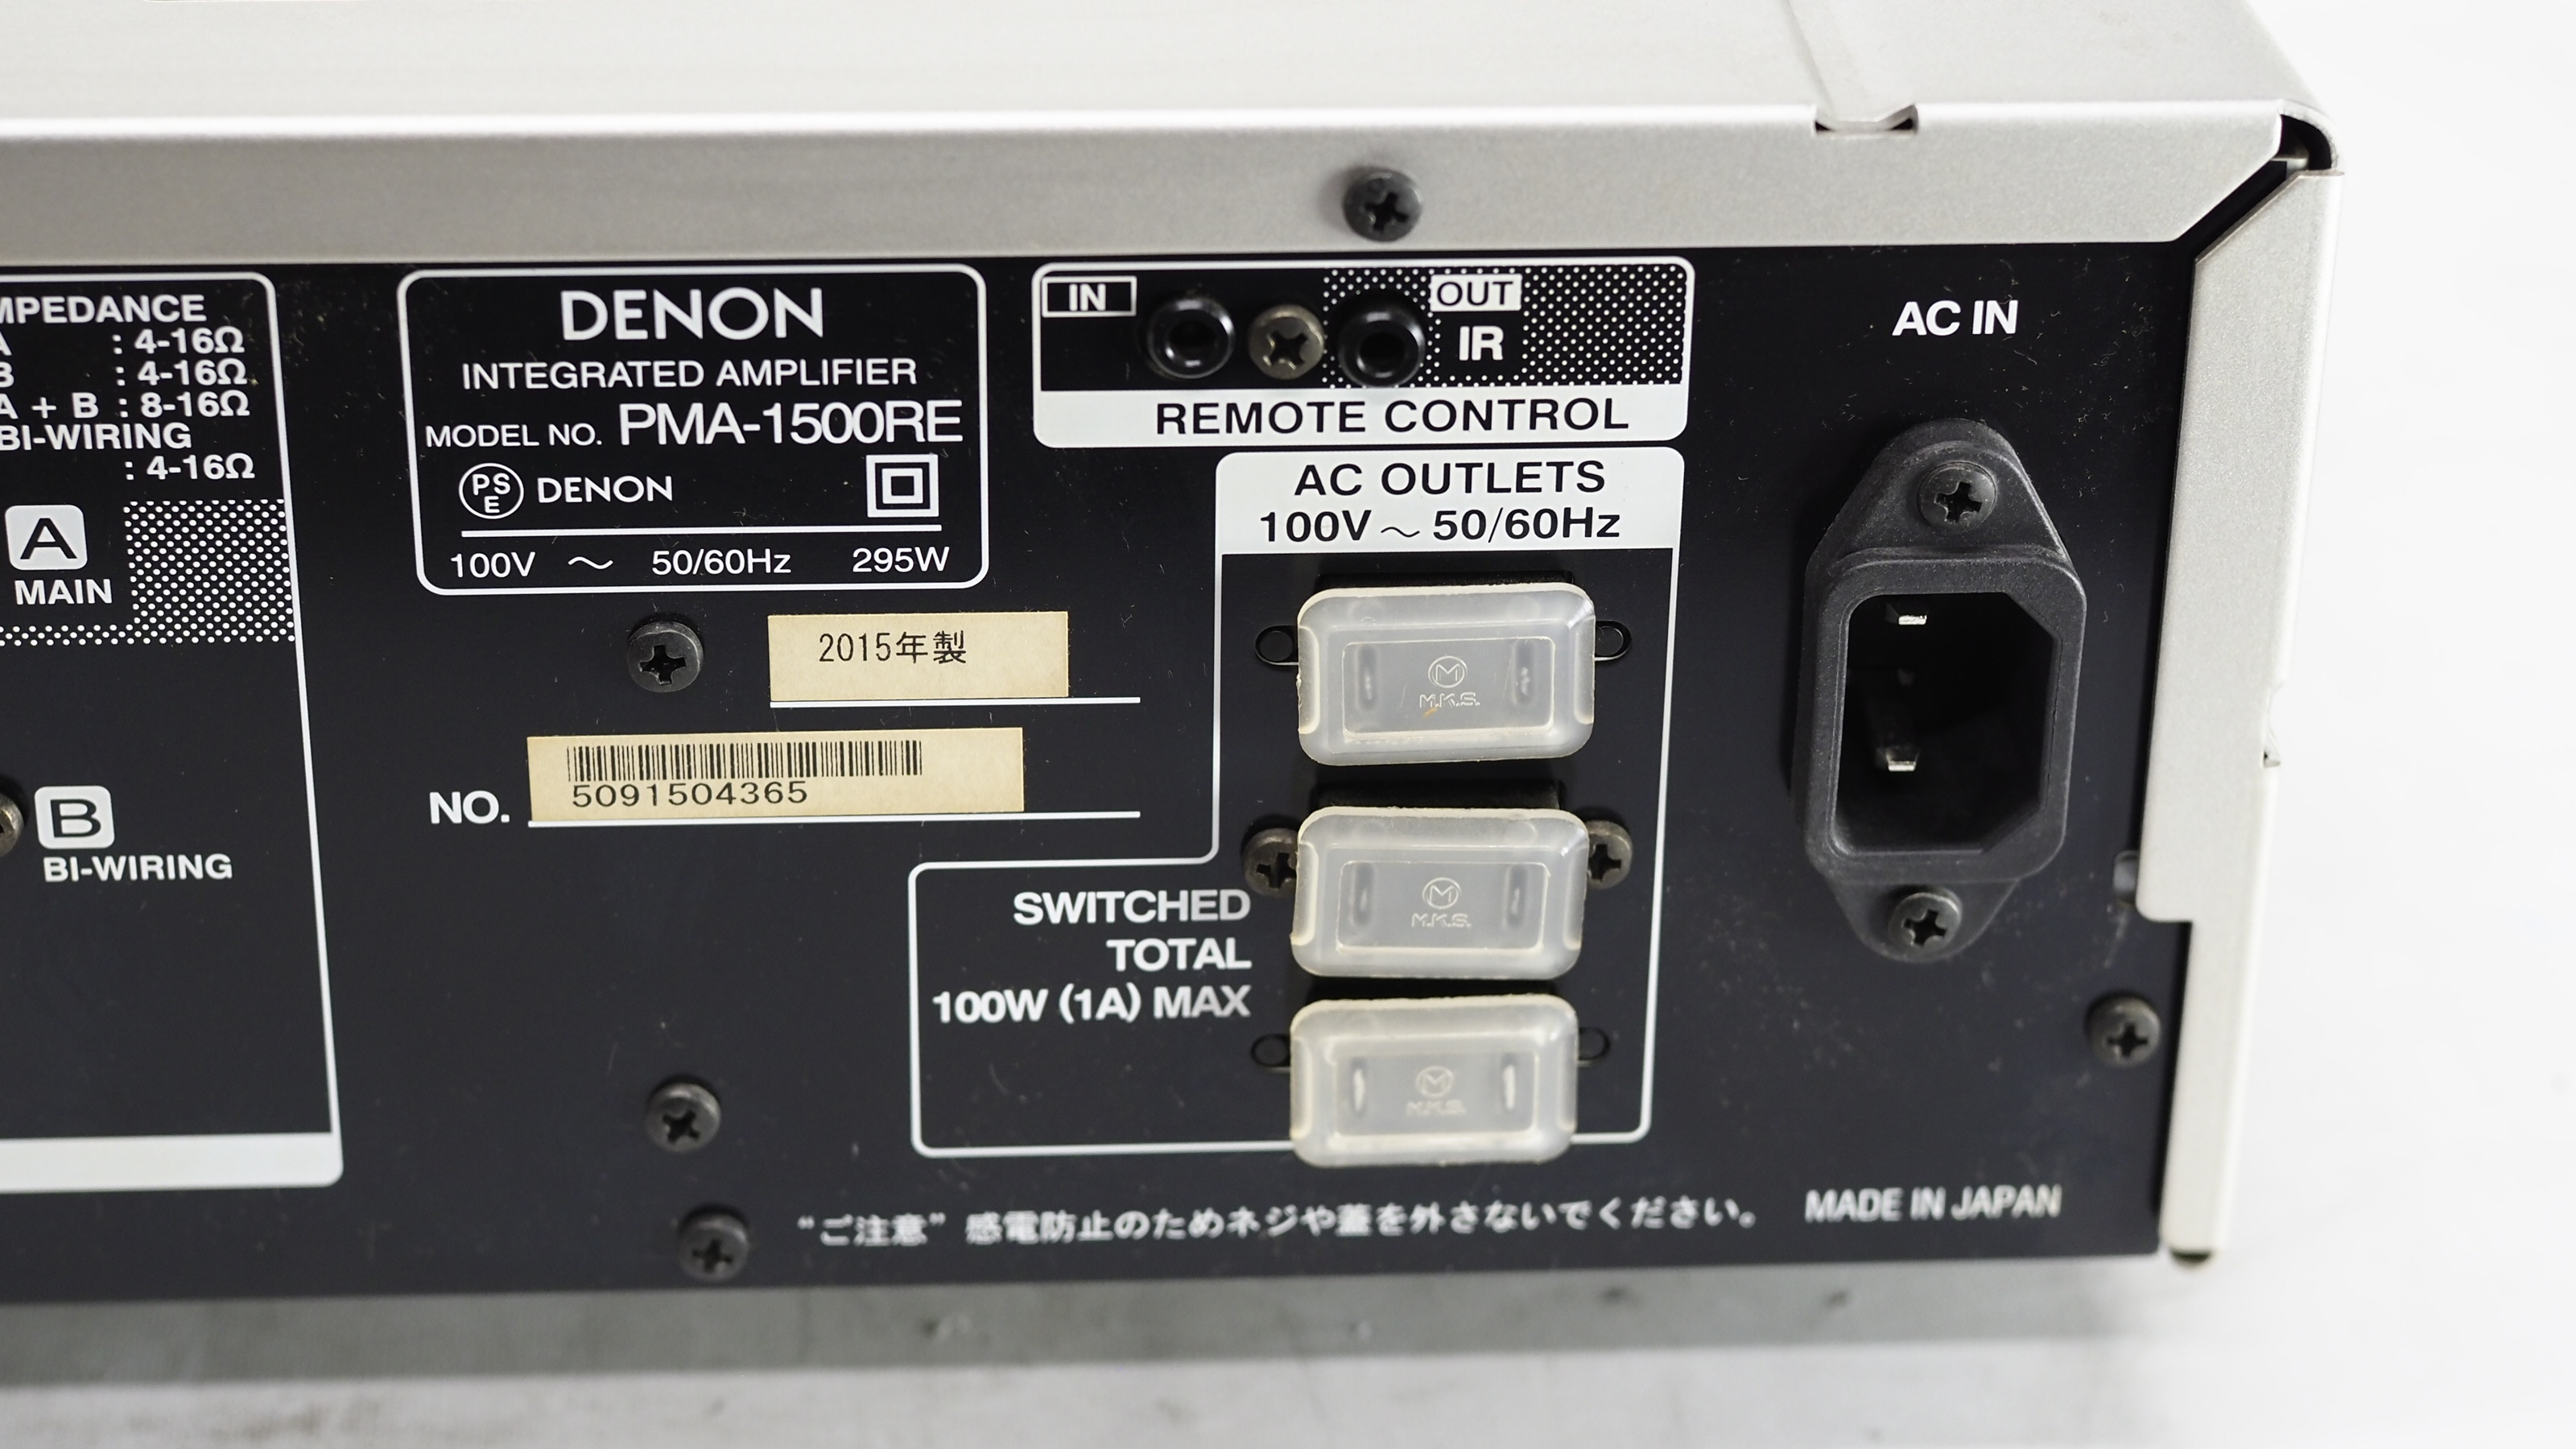 MPEDANCE
A : 4-16Ω
B : 4-16Ω
A + B : 8-16Ω
BI-WIRING
: 4-16Ω
A
MAIN
B
BI-WIRING
DENON
INTEGRATED AMPLIFIER
MODEL NO. PMA-1500RE
PSE DENON
100V ～ 50/60Hz 295W
2015年製
NO. 5091504365
IN
OUT
IR
REMOTE CONTROL
AC OUTLETS
100V ～ 50/60Hz
M M.K.S.
M M.K.S.
M M.K.S.
SWITCHED
TOTAL
100W (1A) MAX
AC IN
“ご注意” 感電防止のためネジや蓋を外さないでください。 MADE IN JAPAN